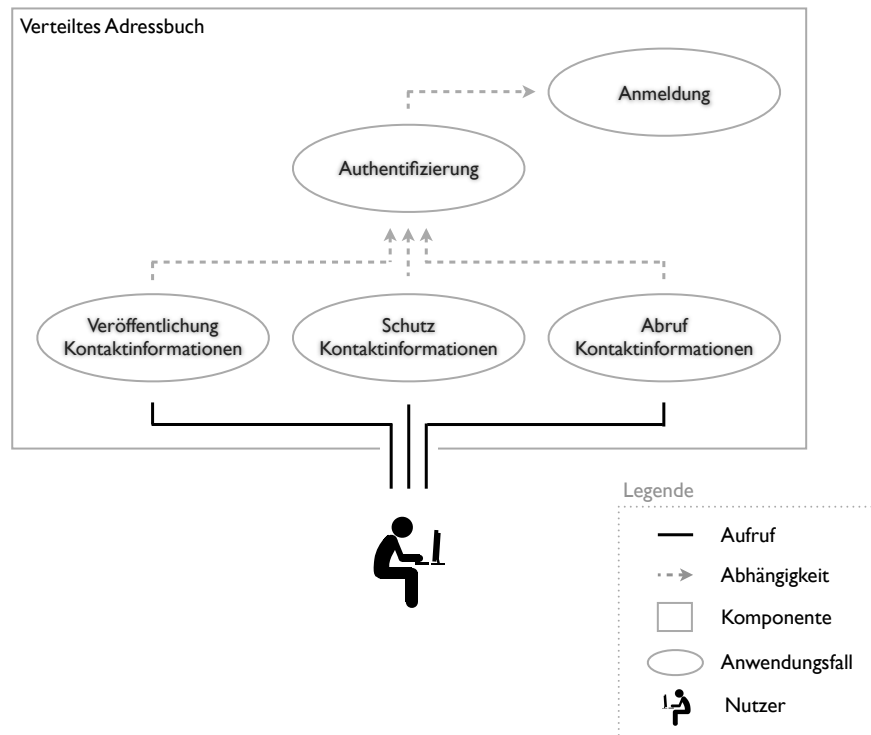 Verteiltes Adressbuch
Anmeldung
Authentifizierung
Veröffentlichung
Kontaktinformationen
Schutz
Kontaktinformationen
Abruf
Kontaktinformationen
Legende
Aufruf
Abhängigkeit
Komponente
Anwendungsfall
Nutzer